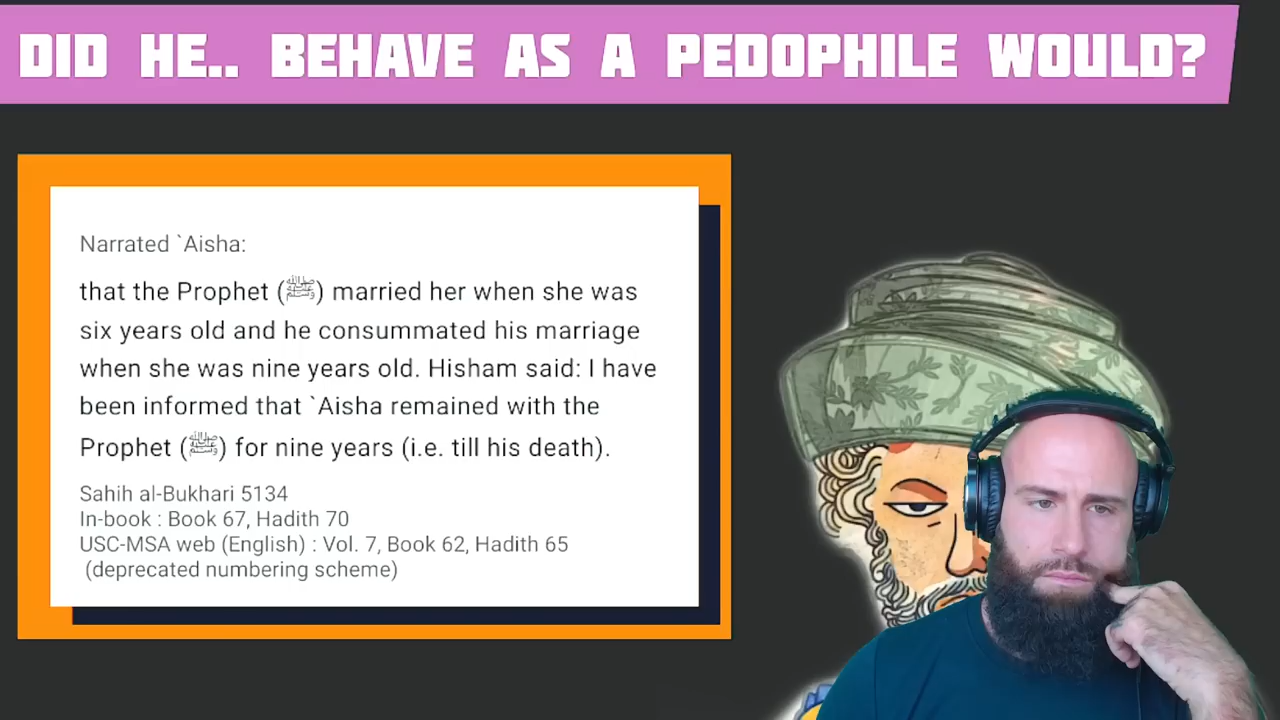 DID HE.. BEHAVE AS A PEDOPHILE WOULD?
Narrated `Aisha:
that the Prophet (ﷺ) married her when she was
six years old and he consummated his marriage
when she was nine years old. Hisham said: I have
been informed that `Aisha remained with the
Prophet (ﷺ) for nine years (i.e. till his death).
Sahih al-Bukhari 5134
In-book : Book 67, Hadith 70
USC-MSA web (English) : Vol. 7, Book 62, Hadith 65
(deprecated numbering scheme)